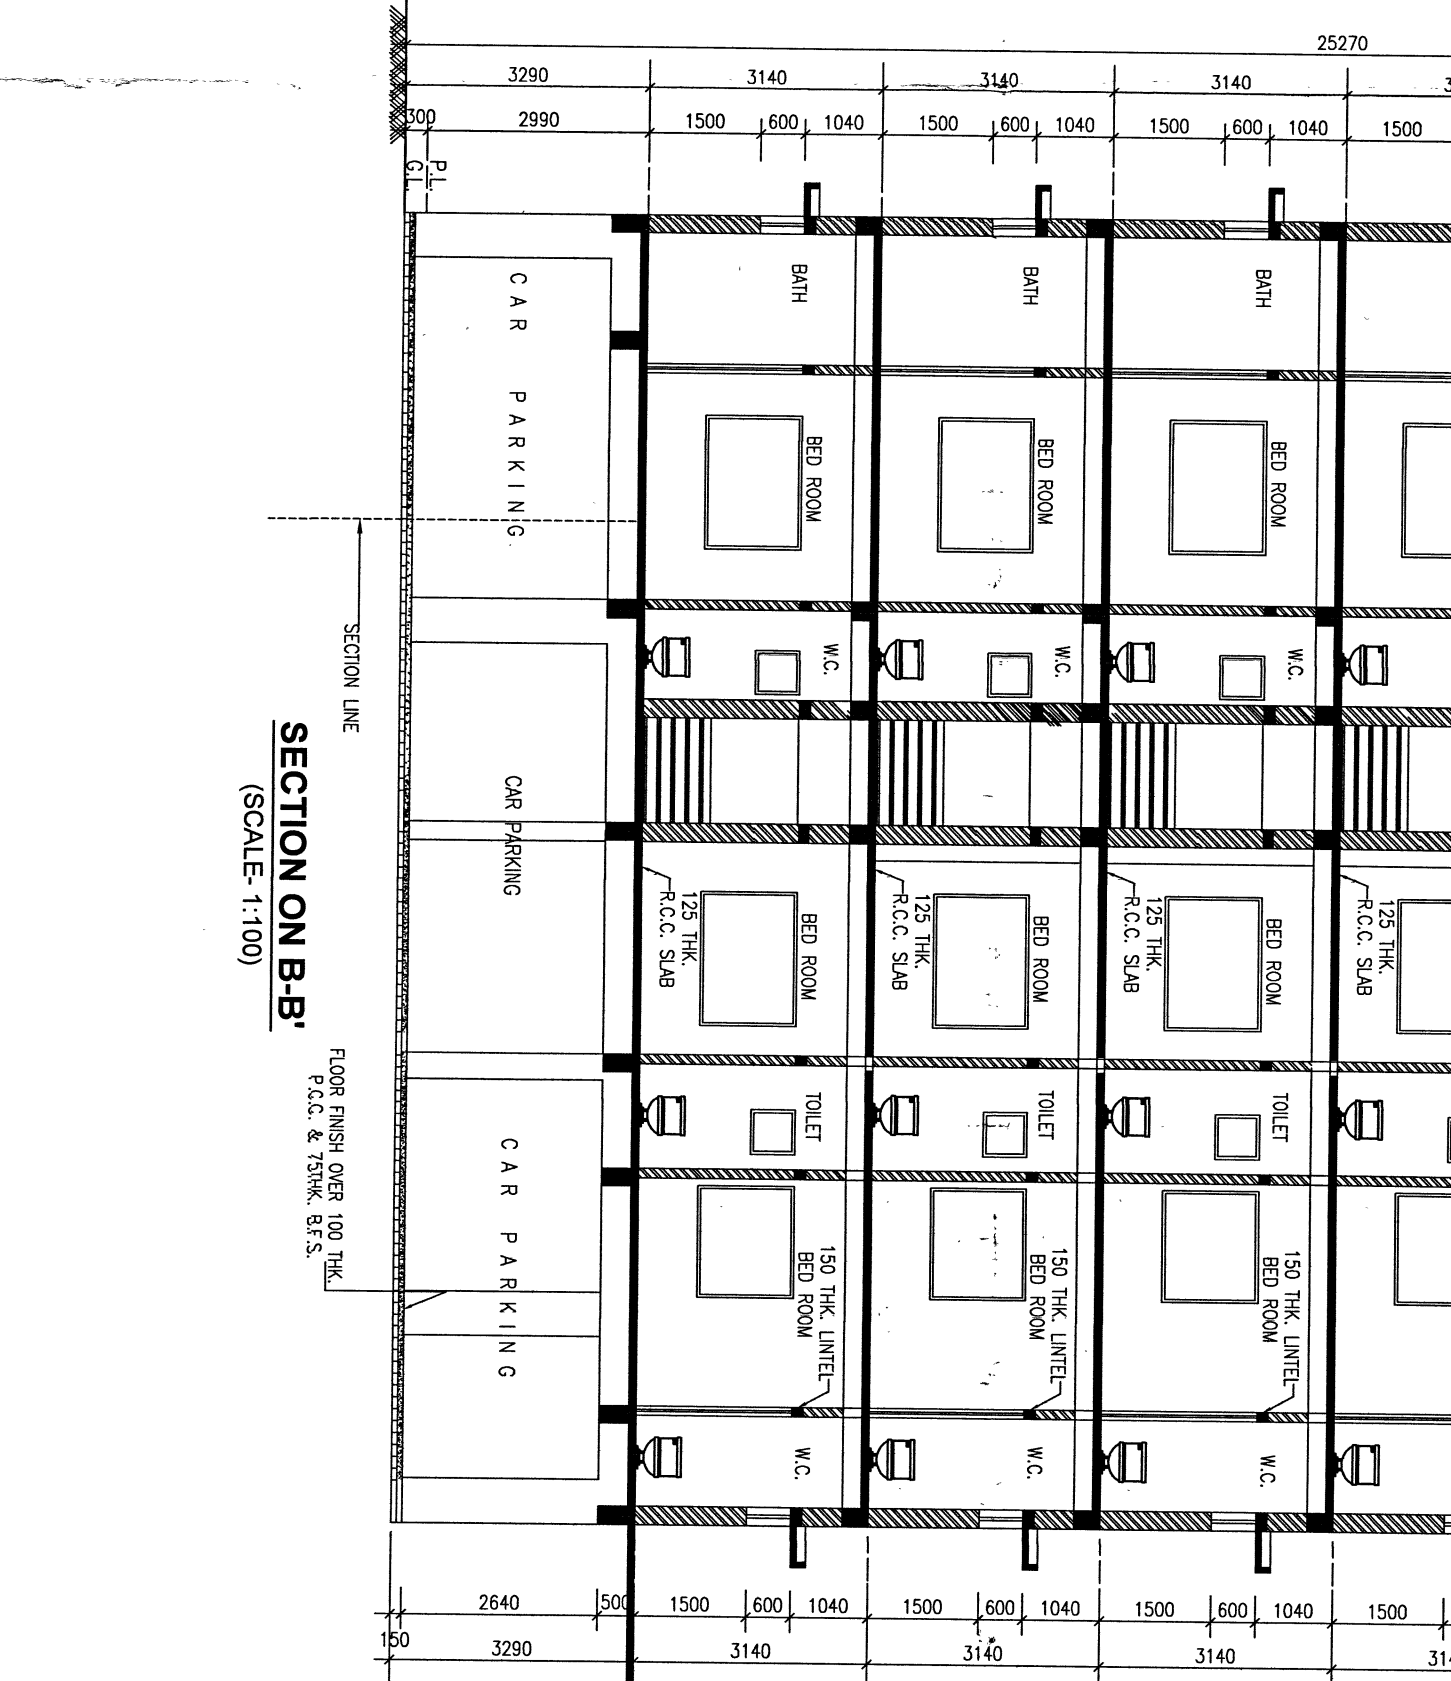 25270
3290
3140
3140
3140
300
2990
1500
600
1040
1500
600
1040
1500
600
1040
1500
P.L.
G.L.
BATH
BATH
BATH
CAR PARKING
BED ROOM
BED ROOM
BED ROOM
SECTION LINE
W.C.
W.C.
W.C.
CAR PARKING
125 THK.
R.C.C. SLAB
125 THK.
R.C.C. SLAB
125 THK.
R.C.C. SLAB
125 THK.
R.C.C. SLAB
BED ROOM
BED ROOM
BED ROOM
SECTION ON B-B'
(SCALE- 1:100)
FLOOR FINISH OVER 100 THK.
P.C.C. & 75THK. B.F.S.
TOILET
TOILET
TOILET
CAR PARKING
150 THK. LINTEL
BED ROOM
150 THK. LINTEL
BED ROOM
150 THK. LINTEL
BED ROOM
W.C.
W.C.
W.C.
2640
500
1500
600
1040
1500
600
1040
1500
600
1040
1500
150
3290
3140
3140
3140